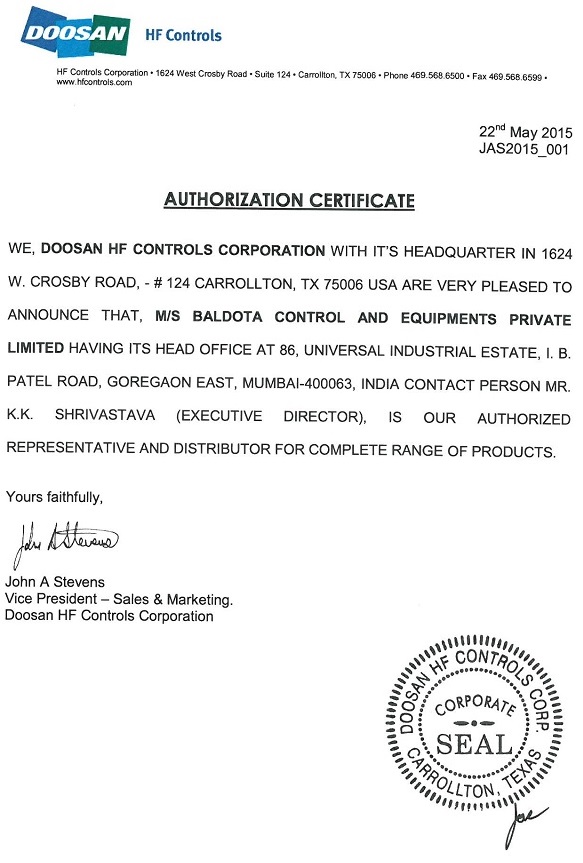 DOOSAN HF Controls
HF Controls Corporation • 1624 West Crosby Road • Suite 124 • Carrollton, TX 75006 • Phone 469.568.6500 • Fax 469.568.6599 •
www.hfcontrols.com
22nd May 2015
JAS2015_001
AUTHORIZATION CERTIFICATE
WE, DOOSAN HF CONTROLS CORPORATION WITH IT'S HEADQUARTER IN 1624
W. CROSBY ROAD, - # 124 CARROLLTON, TX 75006 USA ARE VERY PLEASED TO
ANNOUNCE THAT, M/S BALDOTA CONTROL AND EQUIPMENTS PRIVATE
LIMITED HAVING ITS HEAD OFFICE AT 86, UNIVERSAL INDUSTRIAL ESTATE, I. B.
PATEL ROAD, GOREGAON EAST, MUMBAI-400063, INDIA CONTACT PERSON MR.
K.K. SHRIVASTAVA (EXECUTIVE DIRECTOR), IS OUR AUTHORIZED
REPRESENTATIVE AND DISTRIBUTOR FOR COMPLETE RANGE OF PRODUCTS.
Yours faithfully,
John A Stevens
John A Stevens
Vice President – Sales & Marketing.
Doosan HF Controls Corporation
DOOSAN HF CONTROLS CORP.
CORPORATE
SEAL
CARROLLTON, TEXAS
Jas